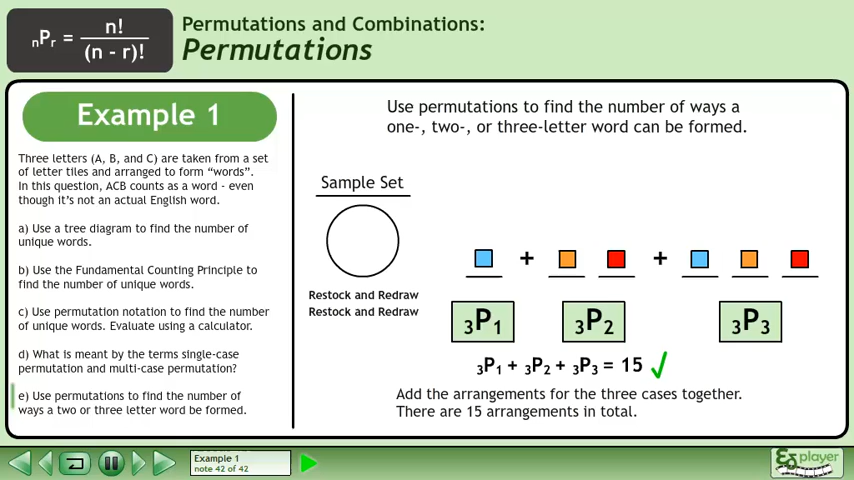 ₙPᵣ = n! / (n - r)!
Permutations and Combinations:
Permutations
Example 1
Three letters (A, B, and C) are taken from a set
of letter tiles and arranged to form “words”.
In this question, ACB counts as a word - even
though it’s not an actual English word.
a) Use a tree diagram to find the number of
unique words.
b) Use the Fundamental Counting Principle to
find the number of unique words.
c) Use permutation notation to find the number
of unique words. Evaluate using a calculator.
d) What is meant by the terms single-case
permutation and multi-case permutation?
e) Use permutations to find the number of
ways a two or three letter word be formed.
Use permutations to find the number of ways a
one-, two-, or three-letter word can be formed.
Sample Set
Restock and Redraw
Restock and Redraw
+ +
₃P₁ ₃P₂ ₃P₃
₃P₁ + ₃P₂ + ₃P₃ = 15 ✓
Add the arrangements for the three cases together.
There are 15 arrangements in total.
Example 1
note 42 of 42
player